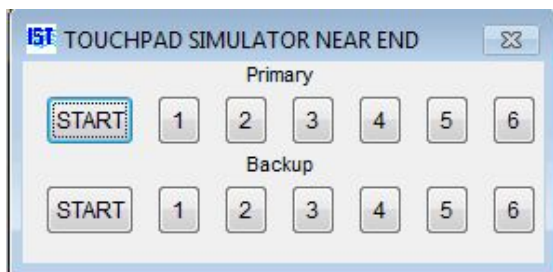 IST TOUCHPAD SIMULATOR NEAR END
Primary
START 1 2 3 4 5 6
Backup
START 1 2 3 4 5 6